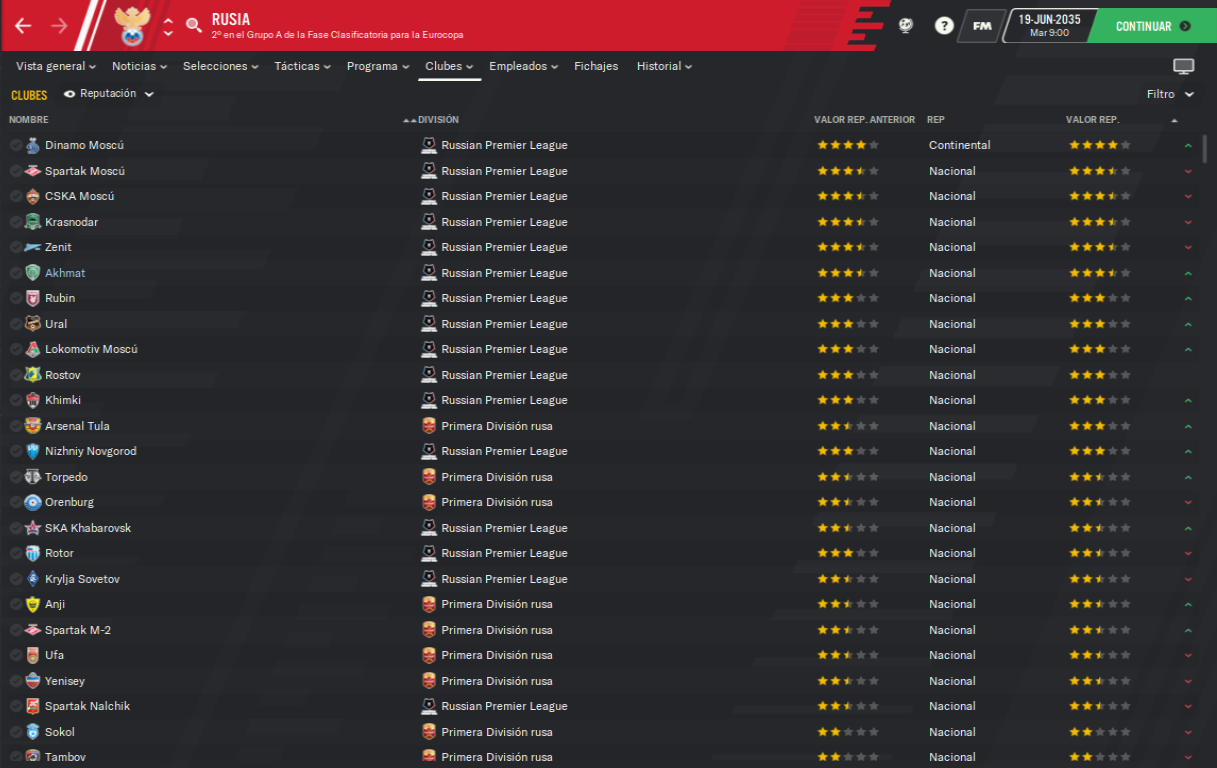 RUSIA
2º en el Grupo A de la Fase Clasificatoria para la Eurocopa
? FM 19-JUN-2035 CONTINUAR
Mar 9:00
Vista general Noticias Selecciones Tácticas Programa Clubes Empleados Fichajes Historial
CLUBES Reputación Filtro
NOMBRE DIVISIÓN VALOR REP. ANTERIOR REP VALOR REP.
Dinamo Moscú Russian Premier League Continental
Spartak Moscú Russian Premier League Nacional
CSKA Moscú Russian Premier League Nacional
Krasnodar Russian Premier League Nacional
Zenit Russian Premier League Nacional
Akhmat Russian Premier League Nacional
Rubin Russian Premier League Nacional
Ural Russian Premier League Nacional
Lokomotiv Moscú Russian Premier League Nacional
Rostov Russian Premier League Nacional
Khimki Russian Premier League Nacional
Arsenal Tula Primera División rusa Nacional
Nizhniy Novgorod Russian Premier League Nacional
Torpedo Primera División rusa Nacional
Orenburg Primera División rusa Nacional
SKA Khabarovsk Russian Premier League Nacional
Rotor Russian Premier League Nacional
Krylja Sovetov Russian Premier League Nacional
Anji Primera División rusa Nacional
Spartak M-2 Primera División rusa Nacional
Ufa Primera División rusa Nacional
Yenisey Primera División rusa Nacional
Spartak Nalchik Russian Premier League Nacional
Sokol Primera División rusa Nacional
Tambov Primera División rusa Nacional